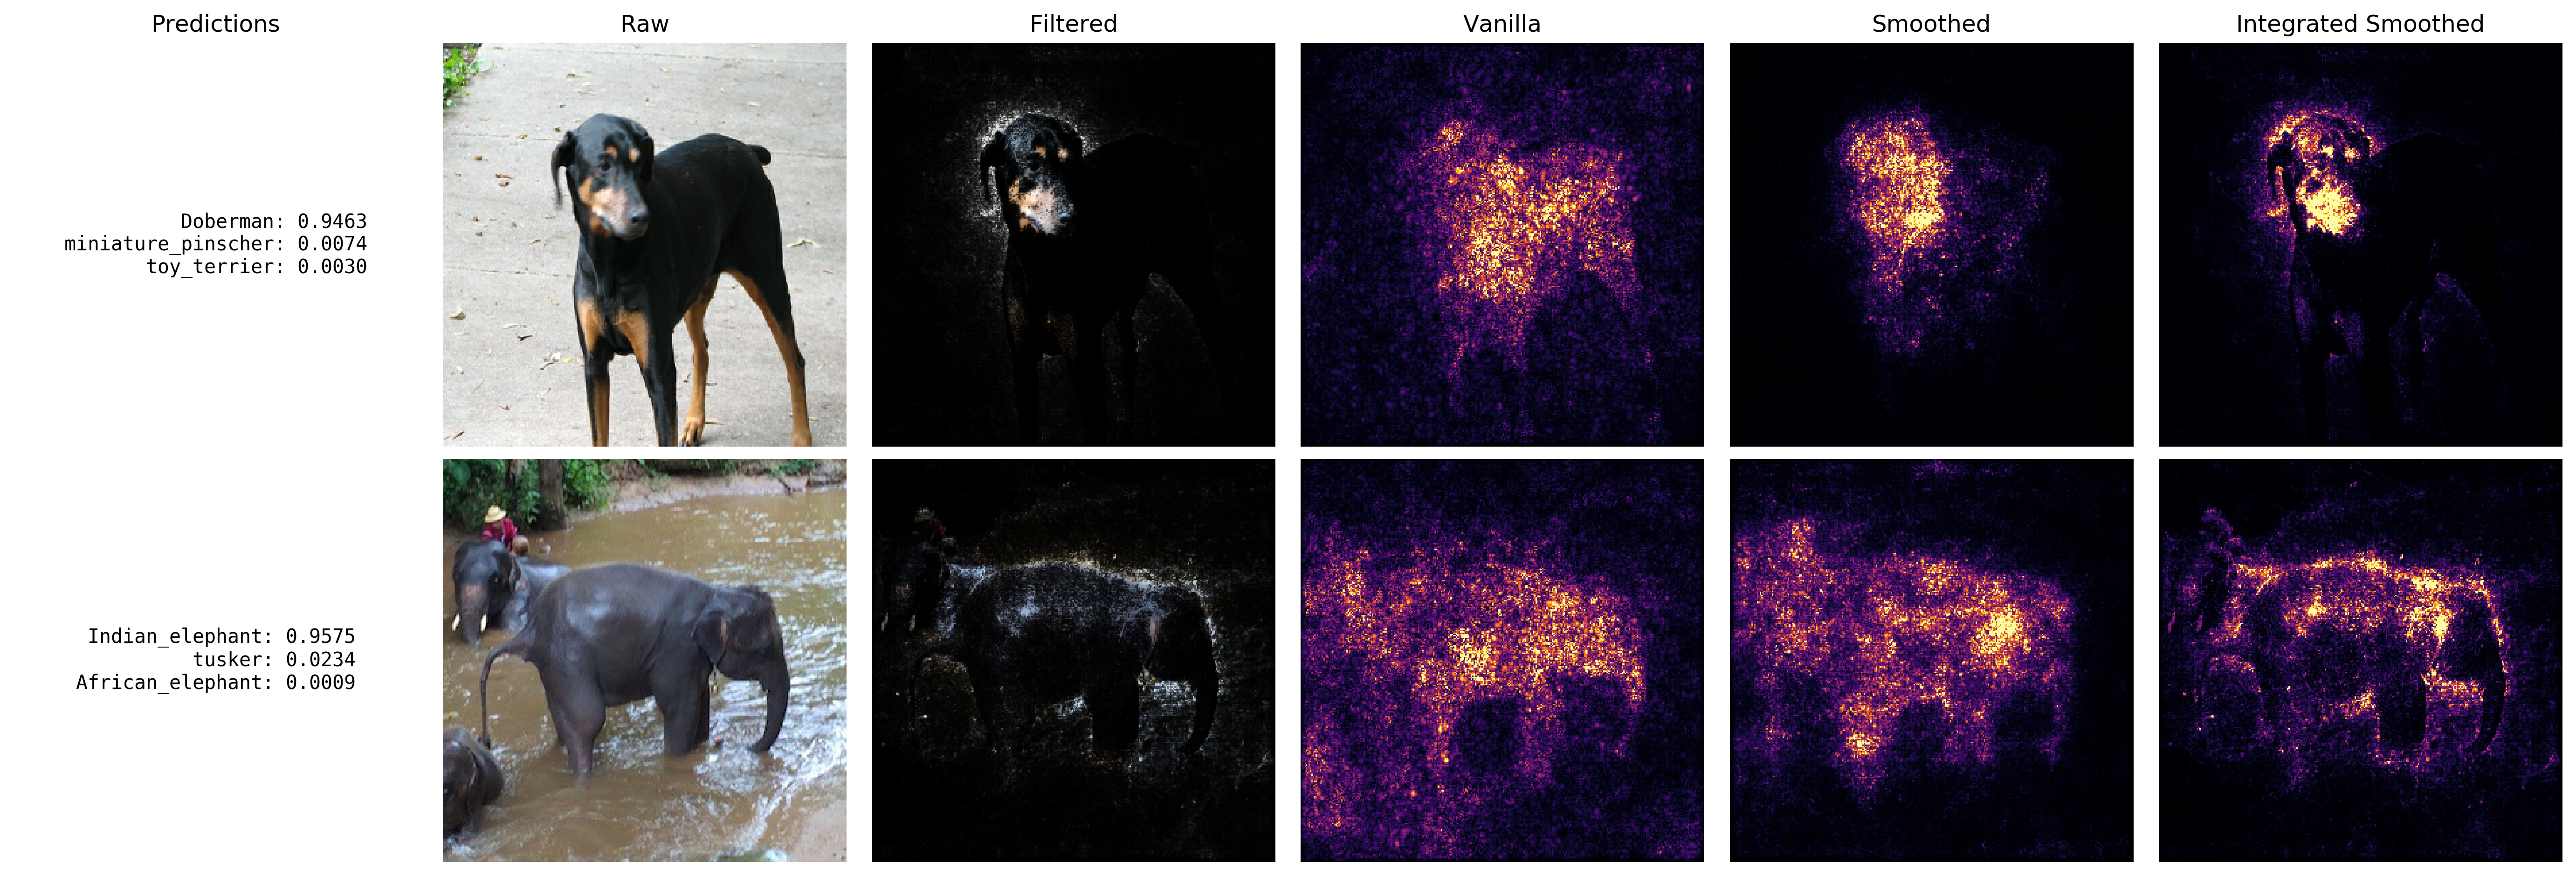 Predictions
Raw
Filtered
Vanilla
Smoothed
Integrated Smoothed
Doberman: 0.9463
miniature_pinscher: 0.0074
toy_terrier: 0.0030
Indian_elephant: 0.9575
tusker: 0.0234
African_elephant: 0.0009